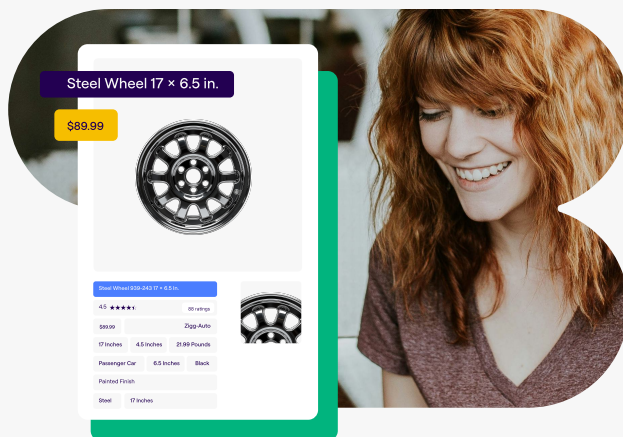 Steel Wheel 17 × 6.5 in.
$89.99
Steel Wheel 939-243 17 × 6.5 in.
4.5 ★★★★★ 88 ratings
$89.99 Zigg-Auto
17 Inches 4.5 Inches 21.99 Pounds
Passenger Car 6.5 Inches Black
Painted Finish
Steel 17 Inches